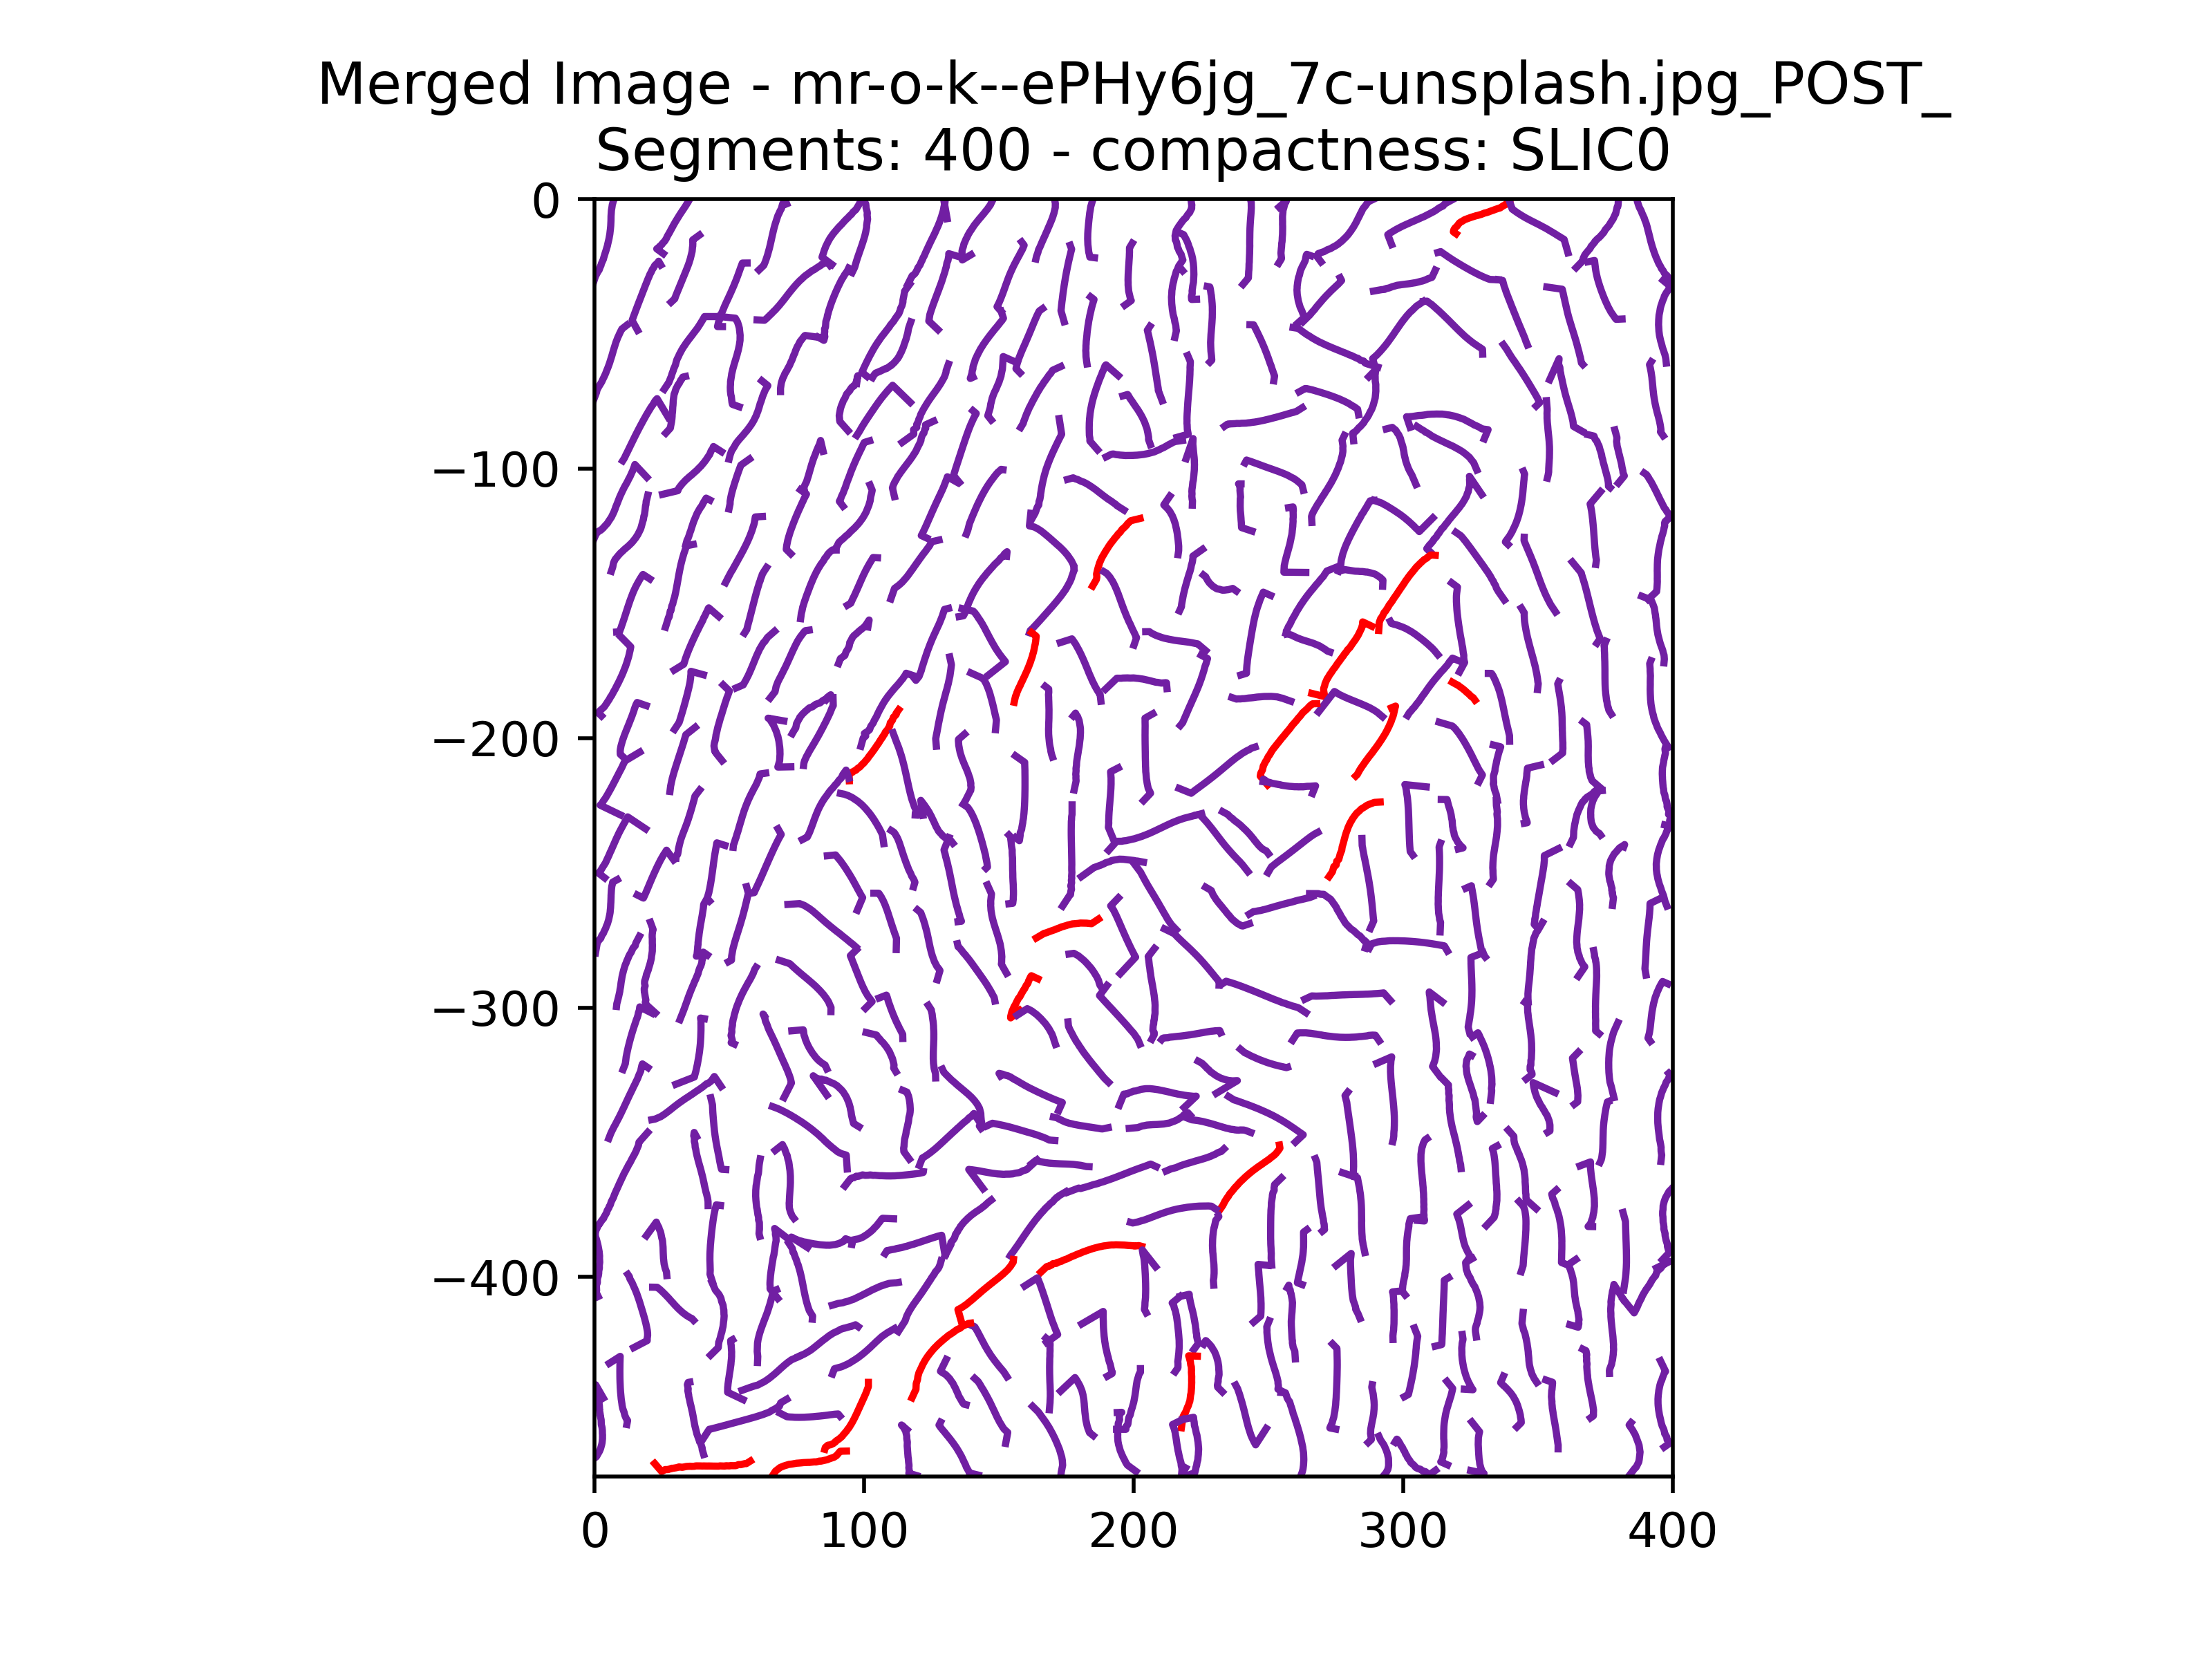 Merged Image - mr-o-k--ePHy6jg_7c-unsplash.jpg_POST_
Segments: 400 - compactness: SLIC0
0
−100
−200
−300
−400
0 100 200 300 400